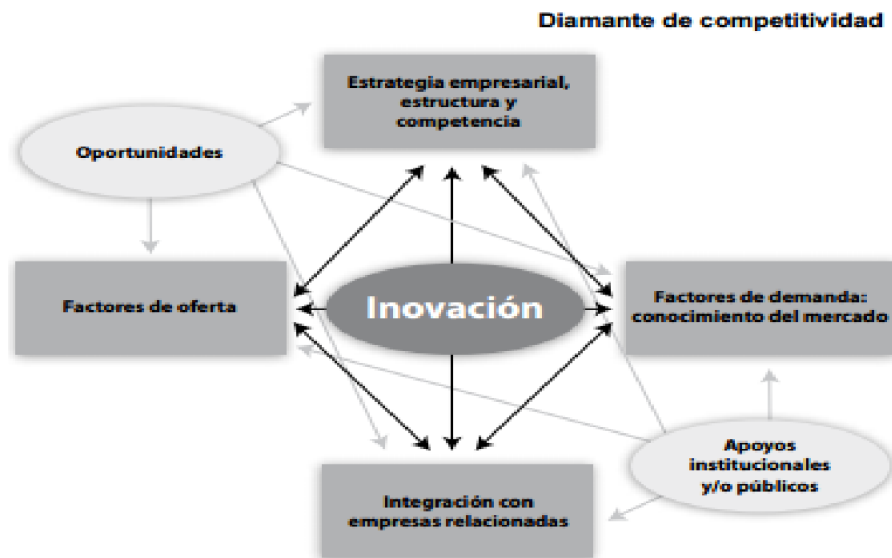 Diamante de competitividad
Estrategia empresarial,
estructura y
competencia
Oportunidades
Factores de oferta
Inovación
Factores de demanda:
conocimiento del mercado
Apoyos
institucionales
y/o públicos
Integración con
empresas relacionadas